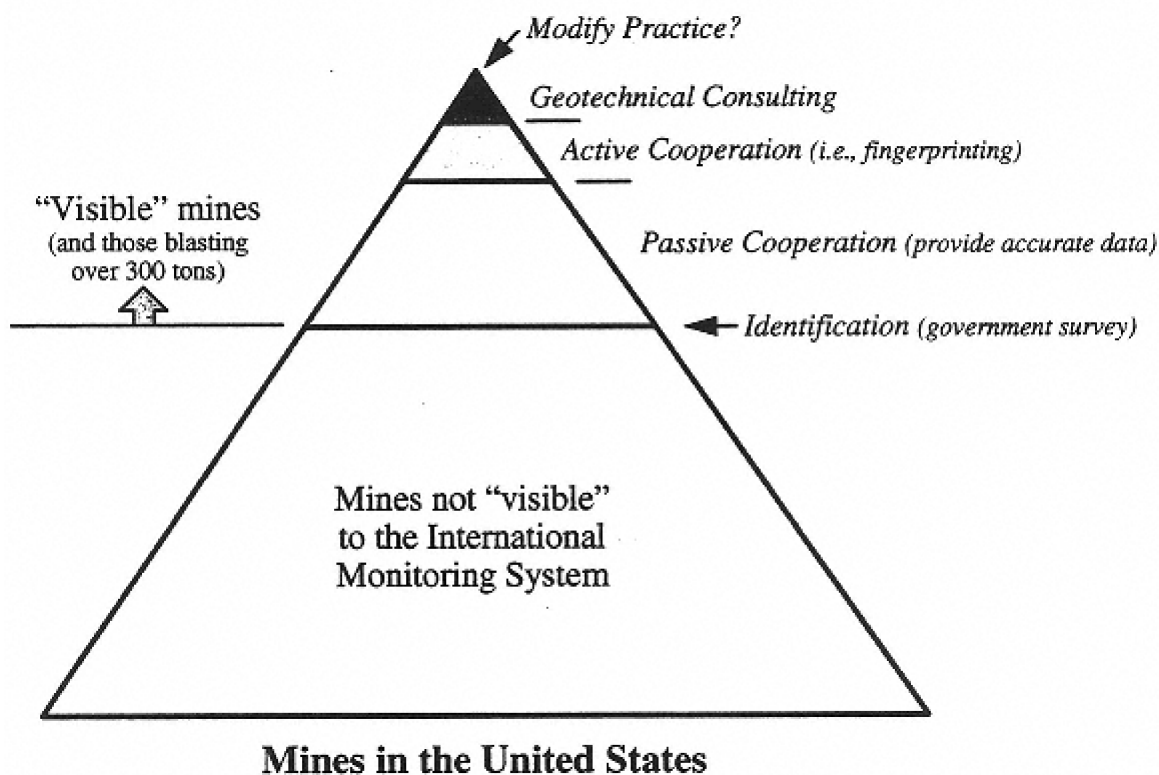 Modify Practice?
Geotechnical Consulting
Active Cooperation (i.e., fingerprinting)
“Visible” mines
(and those blasting
over 300 tons)
Passive Cooperation (provide accurate data)
Identification (government survey)
Mines not “visible”
to the International
Monitoring System
Mines in the United States